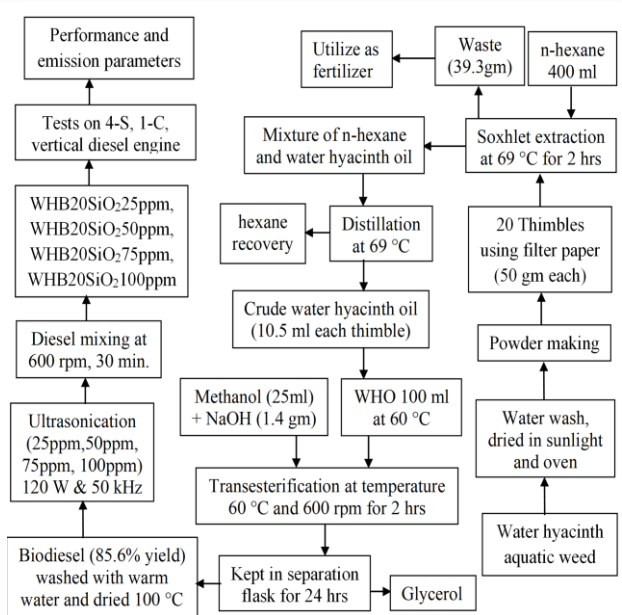 Performance and
emission parameters
Tests on 4-S, 1-C,
vertical diesel engine
WHB20SiO₂25ppm,
WHB20SiO₂50ppm,
WHB20SiO₂75ppm,
WHB20SiO₂100ppm
Diesel mixing at
600 rpm, 30 min.
Ultrasonication
(25ppm,50ppm,
75ppm, 100ppm)
120 W & 50 kHz
Biodiesel (85.6% yield)
washed with warm
water and dried 100 °C
Utilize as
fertilizer
Waste
(39.3gm)
n-hexane
400 ml
Mixture of n-hexane
and water hyacinth oil
Soxhlet extraction
at 69 °C for 2 hrs
hexane
recovery
Distillation
at 69 °C
20 Thimbles
using filter paper
(50 gm each)
Crude water hyacinth oil
(10.5 ml each thimble)
Powder making
Methanol (25ml)
+ NaOH (1.4 gm)
WHO 100 ml
at 60 °C
Water wash,
dried in sunlight
and oven
Transesterification at temperature
60 °C and 600 rpm for 2 hrs
Water hyacinth
aquatic weed
Kept in separation
flask for 24 hrs
Glycerol